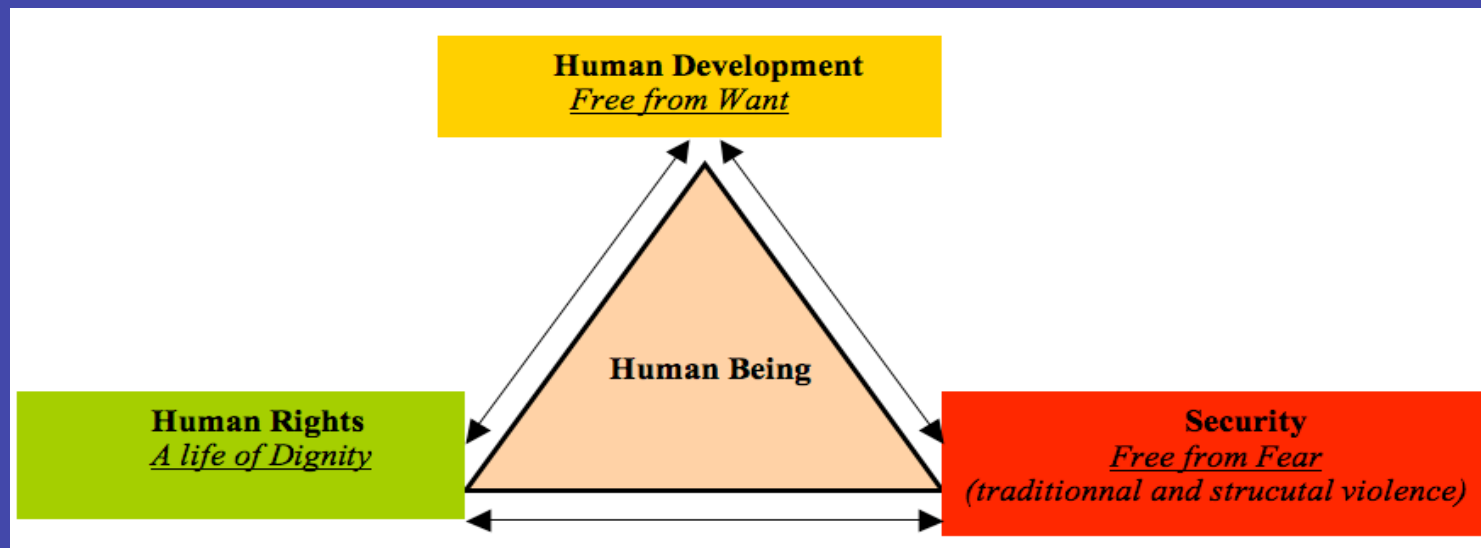 Human Development
Free from Want
Human Being
Human Rights
A life of Dignity
Security
Free from Fear
(traditionnal and strucutal violence)